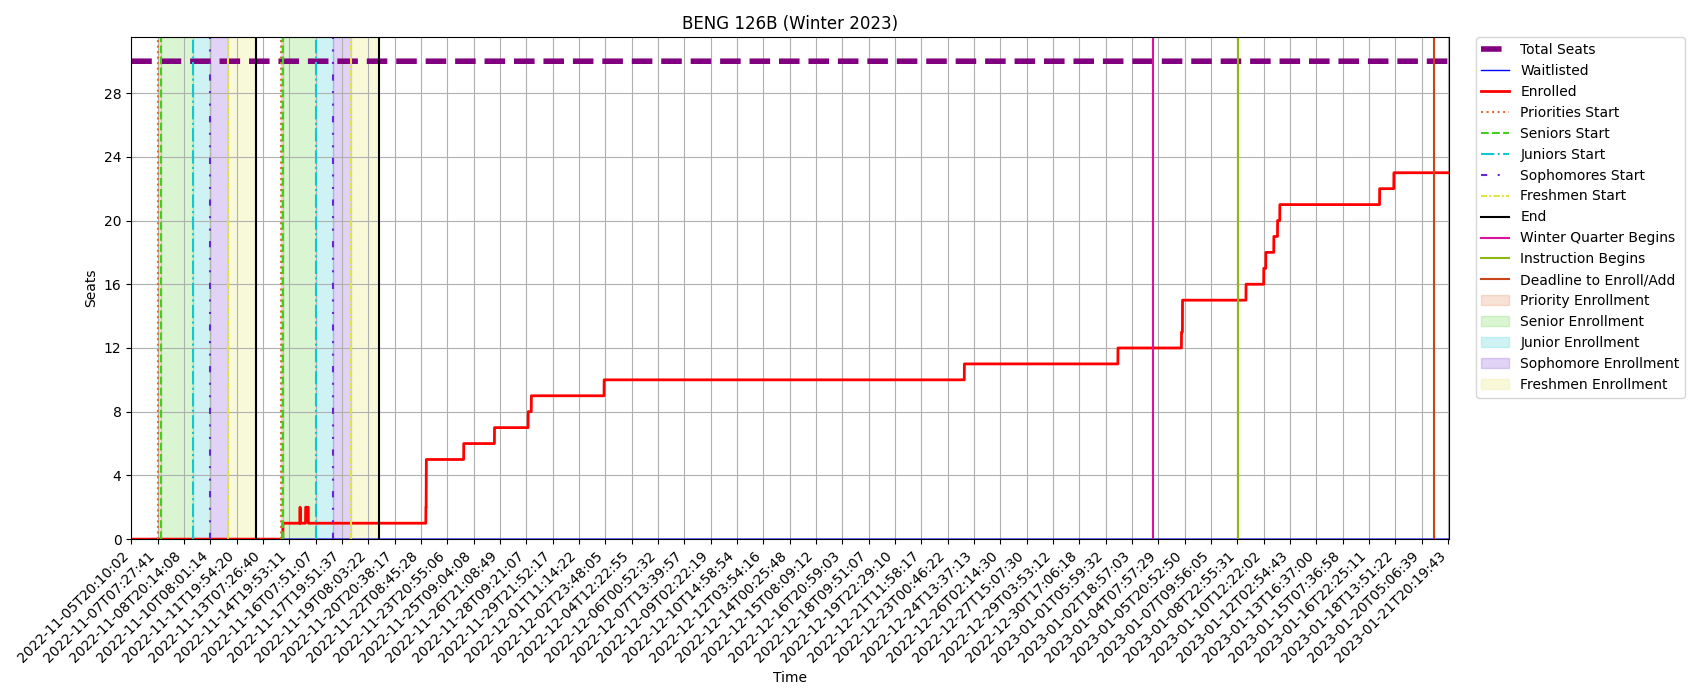 BENG 126B (Winter 2023)
Seats
28
24
20
16
12
8
4
0
2022-11-05T20:10:02
2022-11-07T07:27:41
2022-11-08T20:14:08
2022-11-10T08:01:14
2022-11-11T19:54:20
2022-11-13T07:26:40
2022-11-14T19:53:11
2022-11-16T07:51:07
2022-11-17T19:51:37
2022-11-19T08:03:22
2022-11-20T20:38:17
2022-11-22T08:45:28
2022-11-23T20:55:06
2022-11-25T09:04:08
2022-11-26T21:08:49
2022-11-28T09:21:07
2022-11-29T21:52:17
2022-12-01T11:14:22
2022-12-02T23:48:05
2022-12-04T12:22:55
2022-12-06T00:52:32
2022-12-07T13:39:57
2022-12-09T02:22:19
2022-12-10T14:58:54
2022-12-12T03:54:16
2022-12-14T00:25:48
2022-12-15T08:09:12
2022-12-16T20:59:03
2022-12-18T09:51:07
2022-12-19T22:29:10
2022-12-21T11:58:17
2022-12-23T00:46:22
2022-12-24T13:37:13
2022-12-26T02:14:30
2022-12-27T15:07:30
2022-12-29T03:53:12
2022-12-30T17:06:18
2023-01-01T05:59:32
2023-01-02T18:57:03
2023-01-04T07:57:29
2023-01-05T20:52:50
2023-01-07T09:56:05
2023-01-08T22:55:31
2023-01-10T12:22:02
2023-01-12T02:54:43
2023-01-13T16:37:00
2023-01-15T07:36:58
2023-01-16T22:25:11
2023-01-18T13:51:22
2023-01-20T05:06:39
2023-01-21T20:19:43
Time
Total Seats
Waitlisted
Enrolled
Priorities Start
Seniors Start
Juniors Start
Sophomores Start
Freshmen Start
End
Winter Quarter Begins
Instruction Begins
Deadline to Enroll/Add
Priority Enrollment
Senior Enrollment
Junior Enrollment
Sophomore Enrollment
Freshmen Enrollment